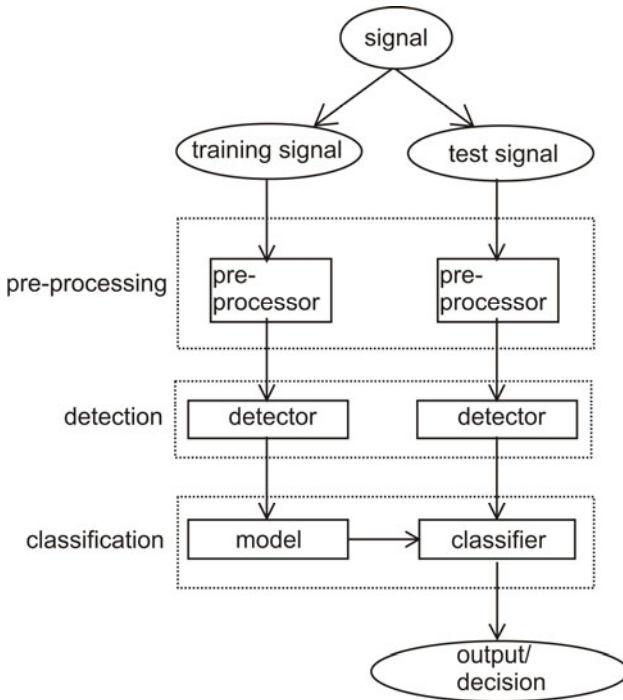 signal
training signal
test signal
pre-processing
pre-
processor
pre-
processor
detection
detector
detector
classification
model
classifier
output/
decision